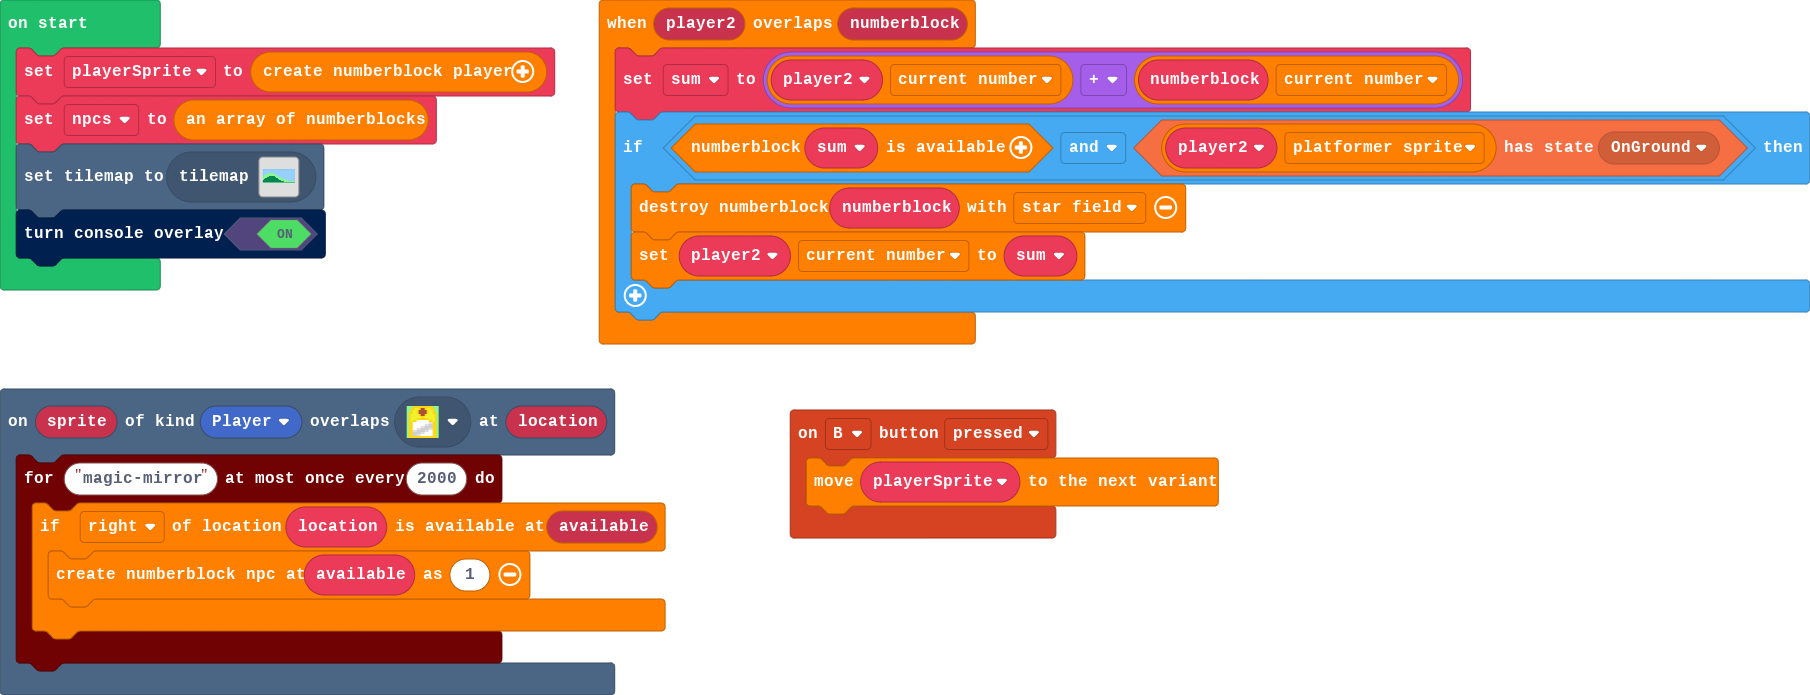 on start
set playerSprite to create numberblock player
set npcs to an array of numberblocks
set tilemap to tilemap
turn console overlay ON
when player2 overlaps numberblock
set sum to player2 current number + numberblock current number
if numberblock sum is available and player2 platformer sprite has state OnGround then
destroy numberblock numberblock with star field
set player2 current number to sum
on sprite of kind Player overlaps at location
for "magic-mirror" at most once every 2000 do
if right of location location is available at available
create numberblock npc at available as 1
on B button pressed
move playerSprite to the next variant